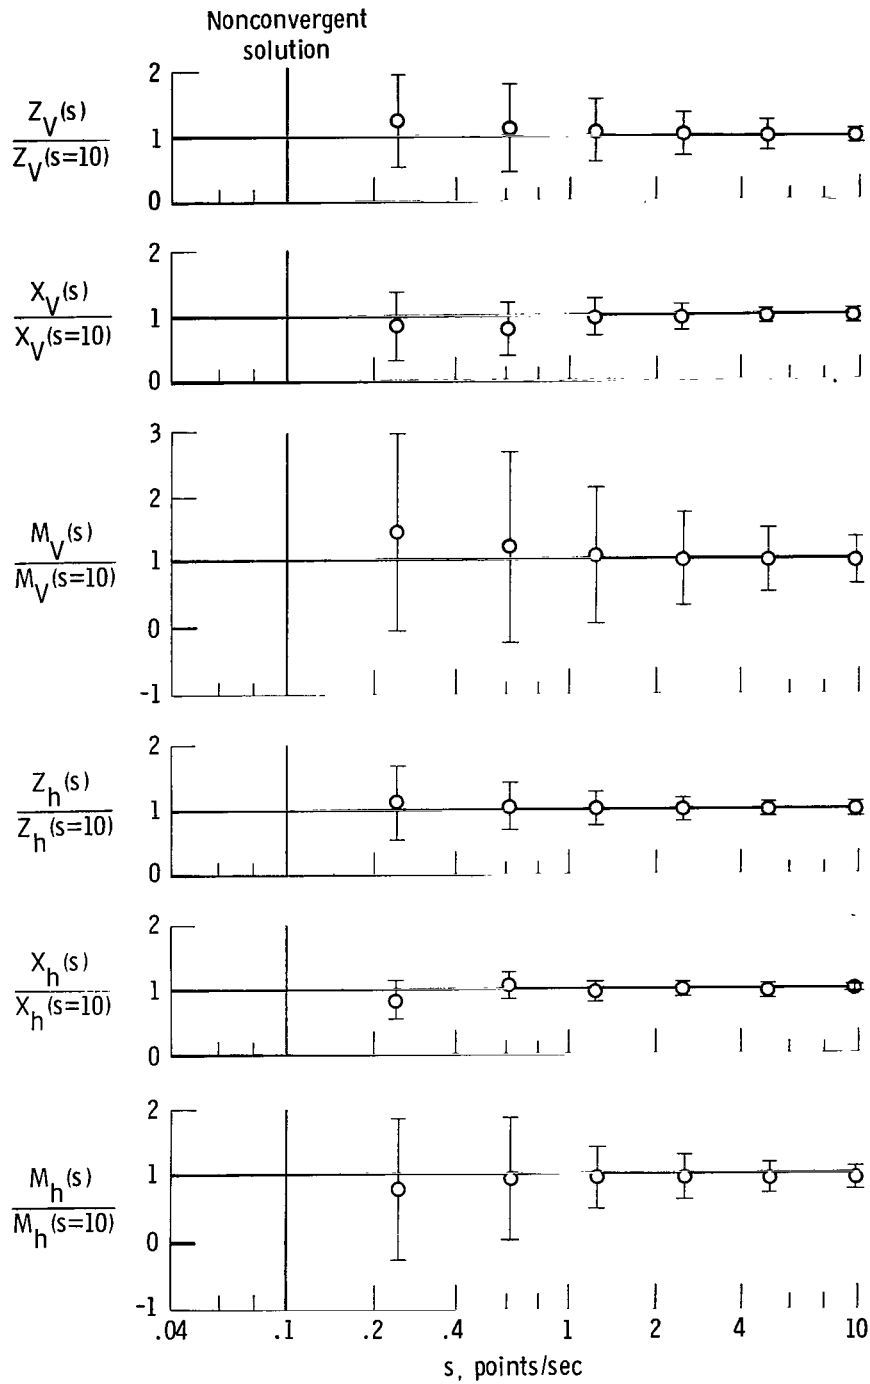 Nonconvergent
solution
Z_V(s)
Z_V(s=10)
2
1
0
X_V(s)
X_V(s=10)
2
1
0
M_V(s)
M_V(s=10)
3
2
1
0
-1
Z_h(s)
Z_h(s=10)
2
1
0
X_h(s)
X_h(s=10)
2
1
0
M_h(s)
M_h(s=10)
2
1
0
-1
.04 .1 .2 .4 1 2 4 10
s, points/sec